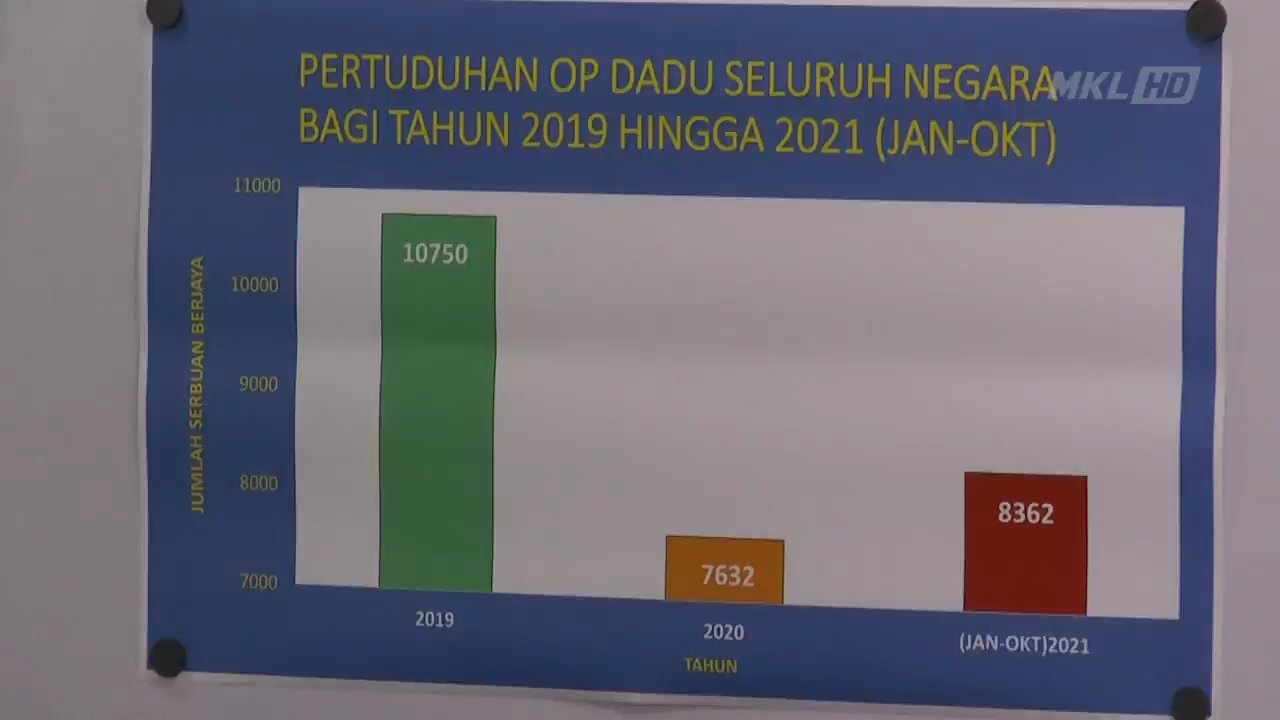 PERTUDUHAN OP DADU SELURUH NEGARA
BAGI TAHUN 2019 HINGGA 2021 (JAN-OKT)
MKL HD
11000
10000
9000
8000
7000
JUMLAH SERBUAN BERJAYA
10750
7632
8362
2019
2020
(JAN-OKT)2021
TAHUN